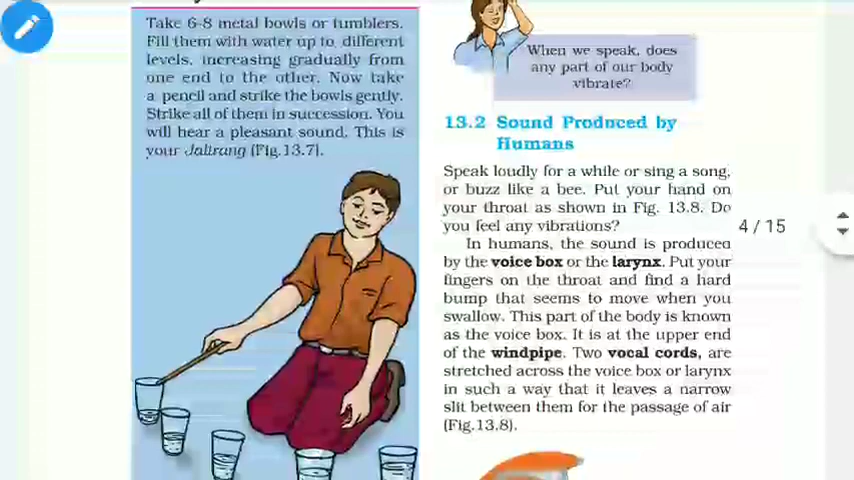 Take 6-8 metal bowls or tumblers.
Fill them with water up to different
levels, increasing gradually from
one end to the other. Now take
a pencil and strike the bowls gently.
Strike all of them in succession. You
will hear a pleasant sound. This is
your Jaltrang (Fig.13.7).
When we speak, does
any part of our body
vibrate?
13.2 Sound Produced by
Humans
Speak loudly for a while or sing a song,
or buzz like a bee. Put your hand on
your throat as shown in Fig. 13.8. Do
you feel any vibrations?
In humans, the sound is produced
by the voice box or the larynx. Put your
fingers on the throat and find a hard
bump that seems to move when you
swallow. This part of the body is known
as the voice box. It is at the upper end
of the windpipe. Two vocal cords, are
stretched across the voice box or larynx
in such a way that it leaves a narrow
slit between them for the passage of air
(Fig.13.8).
4 / 15